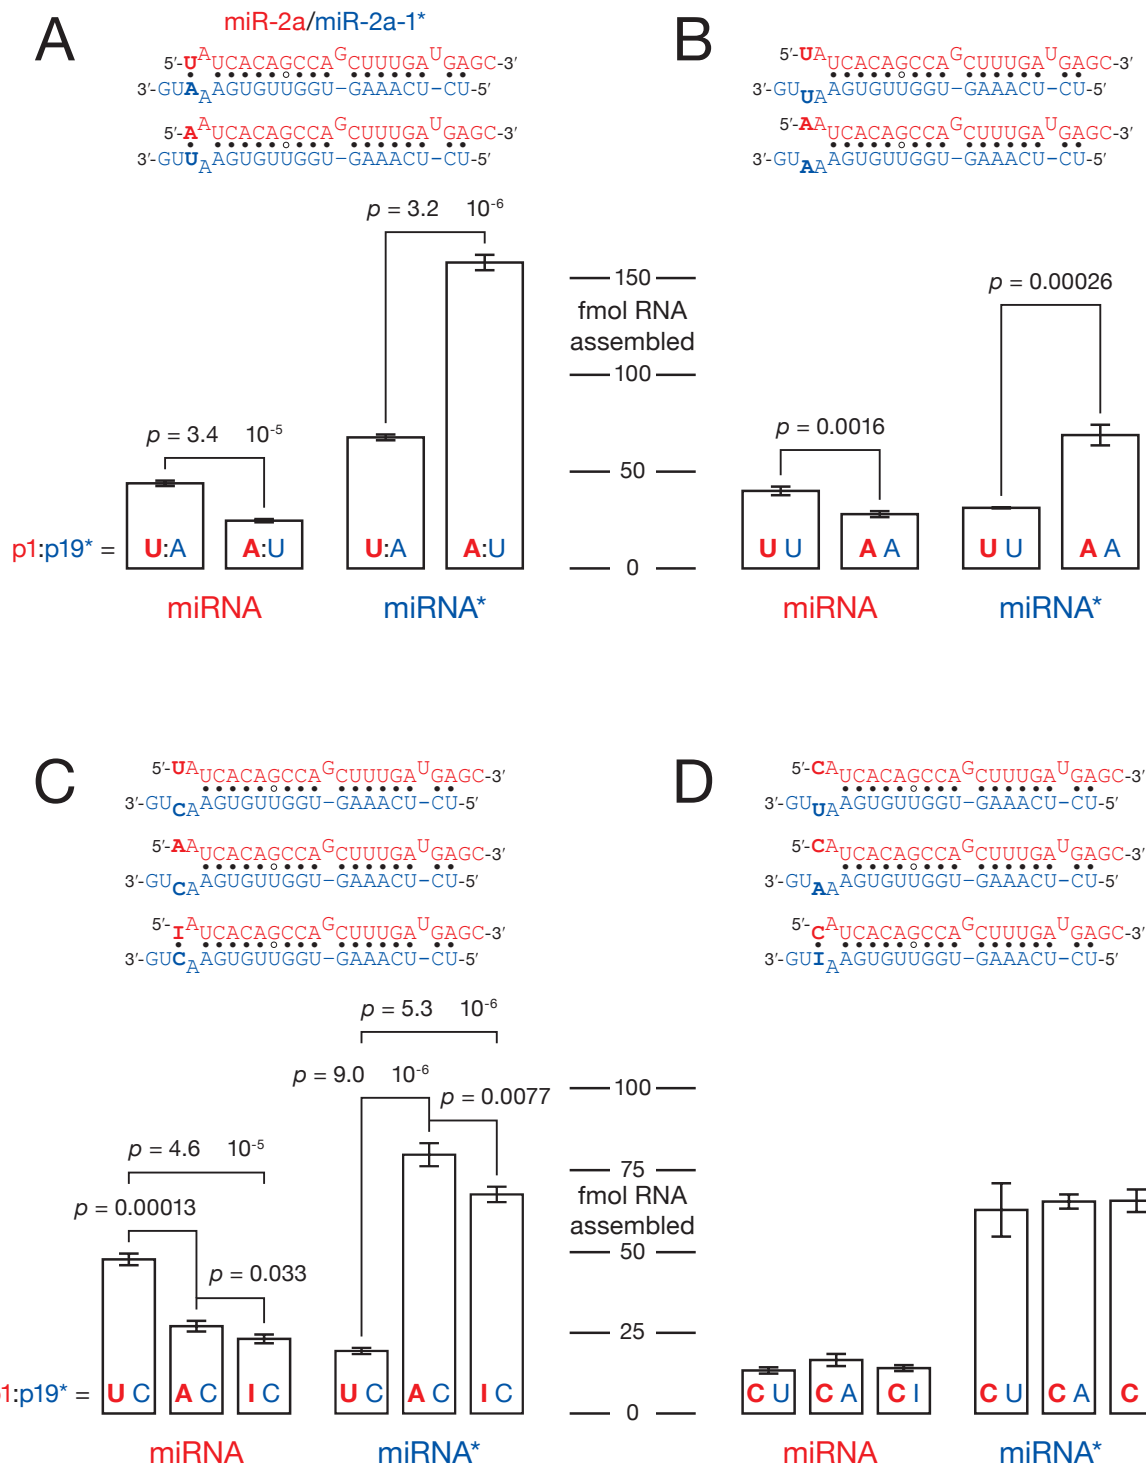 A
miR-2a/miR-2a-1*
5′-UAUCACAGCCAGCUUUGAUGAGC-3′
3′-GUAAAGUGUUGGU–GAAACU–CU-5′
5′-AAUCACAGCCAGCUUUGAUGAGC-3′
3′-GUUAAGUGUUGGU–GAAACU–CU-5′
p = 3.2 10-6
p = 3.4 10-5
p1:p19* =
U:A
A:U
U:A
A:U
miRNA
miRNA*
150
fmol RNA
assembled
100
50
0
B
5′-UAUCACAGCCAGCUUUGAUGAGC-3′
3′-GUUAAGUGUUGGU–GAAACU–CU-5′
5′-AAUCACAGCCAGCUUUGAUGAGC-3′
3′-GUAAAGUGUUGGU–GAAACU–CU-5′
p = 0.00026
p = 0.0016
U U
A A
U U
A A
miRNA
miRNA*
C
5′-UAUCACAGCCAGCUUUGAUGAGC-3′
3′-GUCAAGUGUUGGU–GAAACU–CU-5′
5′-AAUCACAGCCAGCUUUGAUGAGC-3′
3′-GUCAAGUGUUGGU–GAAACU–CU-5′
5′-IAUCACAGCCAGCUUUGAUGAGC-3′
3′-GUCAAGUGUUGGU–GAAACU–CU-5′
p = 5.3 10-6
p = 9.0 10-6
p = 0.0077
p = 4.6 10-5
p = 0.00013
p = 0.033
1:p19* =
U C
A C
I C
U C
A C
I C
miRNA
miRNA*
100
75
fmol RNA
assembled
50
25
0
D
5′-CAUCACAGCCAGCUUUGAUGAGC-3′
3′-GUUAAGUGUUGGU–GAAACU–CU-5′
5′-CAUCACAGCCAGCUUUGAUGAGC-3′
3′-GUAAAGUGUUGGU–GAAACU–CU-5′
5′-CAUCACAGCCAGCUUUGAUGAGC-3′
3′-GUIAAGUGUUGGU–GAAACU–CU-5′
C U
C A
C I
C U
C A
C
miRNA
miRNA*